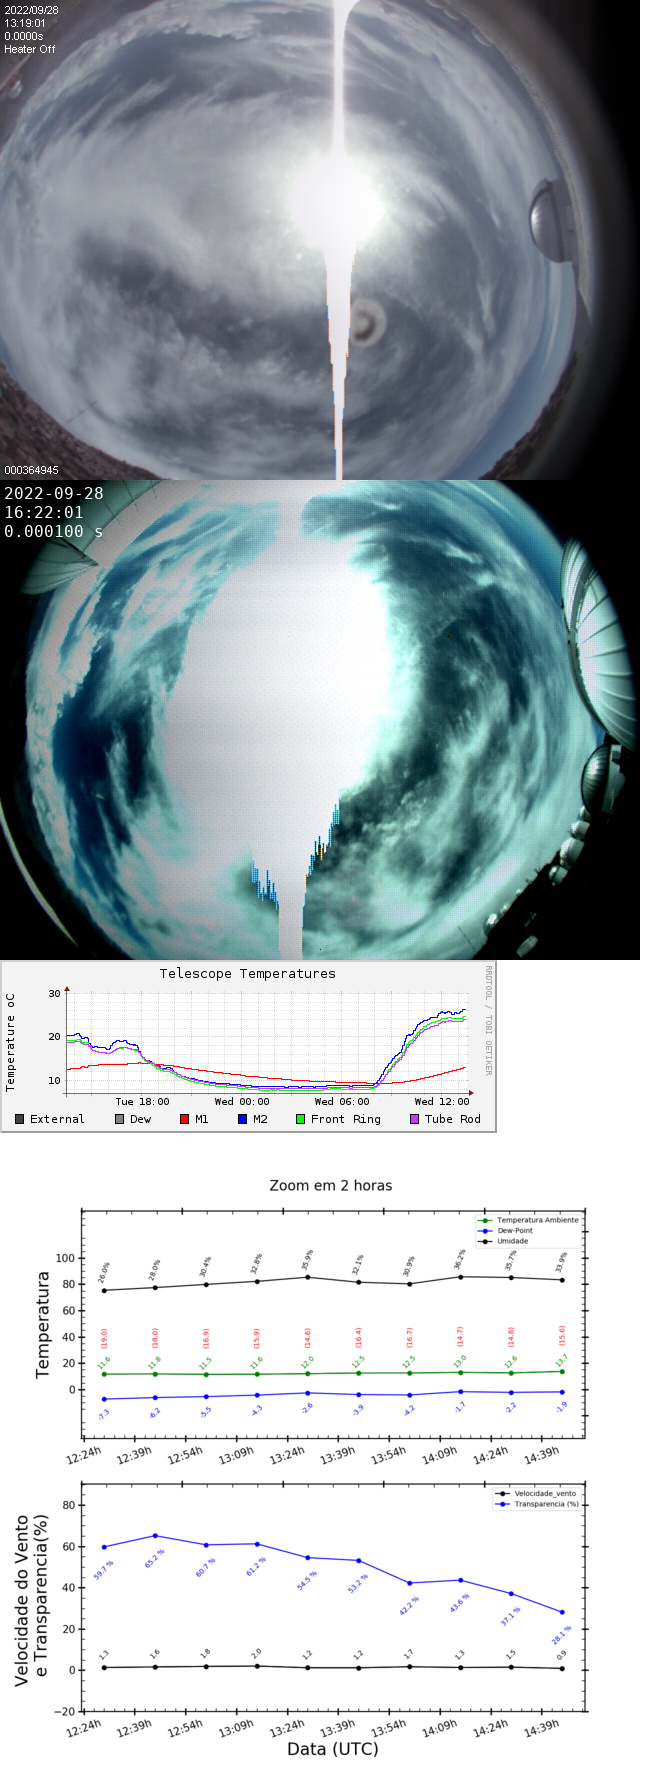 2022/09/28
13:19:01
0.0000s
Heater Off
000364945
2022-09-28
16:22:01
0.000100 s
Telescope Temperatures
RRDTOOL / TOBI OETIKER
Temperature oC
30
20
10
Tue 18:00 Wed 00:00 Wed 06:00 Wed 12:00
External Dew M1 M2 Front Ring Tube Rod
Zoom em 2 horas
Temperatura Ambiente
Dew-Point
Umidade
Temperatura
100
80
60
40
20
0
26.0% 28.0% 30.4% 32.8% 35.9% 32.1% 30.9% 36.2% 35.7% 33.9%
(19.0) (18.0) (16.9) (15.9) (14.6) (16.4) (16.7) (14.7) (14.8) (15.6)
11.6 11.8 11.5 11.6 12.0 12.5 12.5 13.0 12.6 13.7
-7.3 -6.2 -5.5 -4.3 -2.6 -3.9 -4.2 -1.7 -2.2 -1.9
12:24h 12:39h 12:54h 13:09h 13:24h 13:39h 13:54h 14:09h 14:24h 14:39h
Velocidade_vento
Transparencia (%)
Velocidade do Vento
e Transparencia(%)
80
60
40
20
0
−20
59.7 % 65.2 % 60.7 % 61.2 % 54.5 % 53.2 % 42.2 % 43.6 % 37.1 % 28.1 %
1.3 1.6 1.8 2.0 1.2 1.2 1.7 1.3 1.5 0.9
12:24h 12:39h 12:54h 13:09h 13:24h 13:39h 13:54h 14:09h 14:24h 14:39h
Data (UTC)